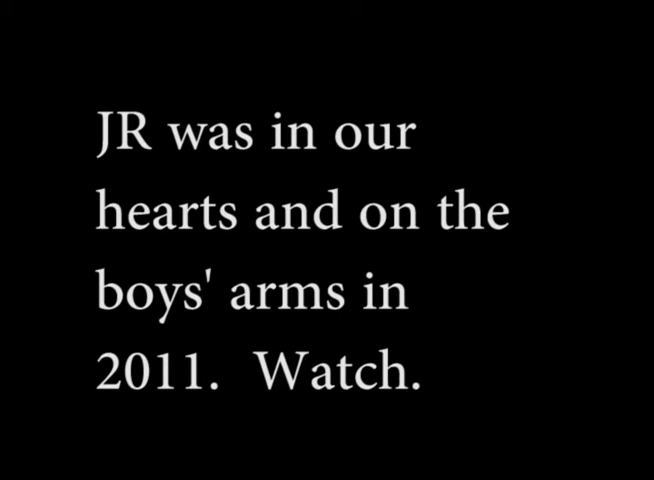 JR was in our
hearts and on the
boys' arms in
2011.  Watch.